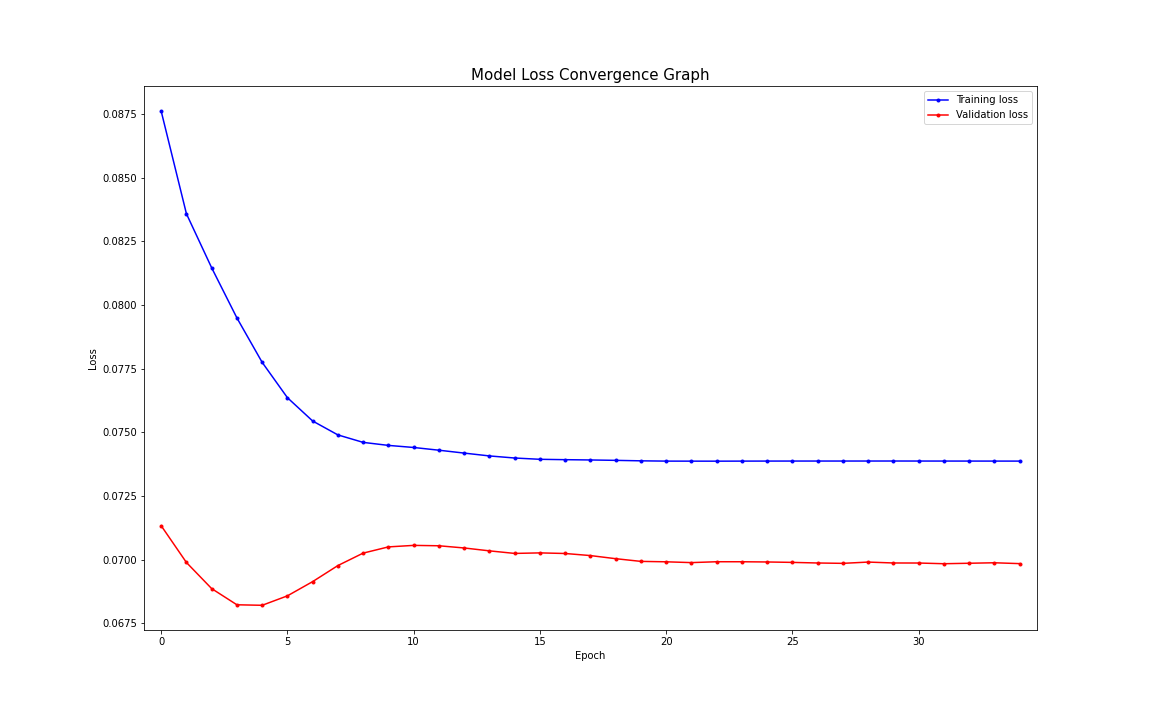 Model Loss Convergence Graph
Training loss
Validation loss
0.0875
0.0850
0.0825
0.0800
0.0775
0.0750
0.0725
0.0700
0.0675
Loss
0 5 10 15 20 25 30
Epoch